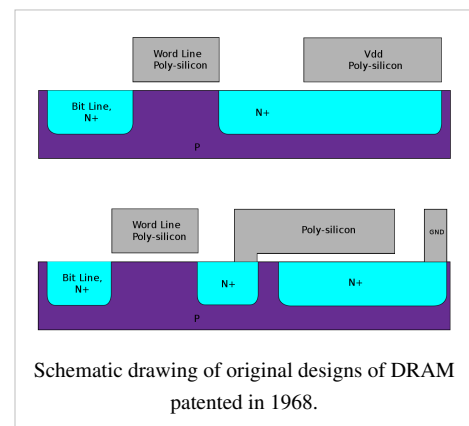 Word Line
Poly-silicon
Vdd
Poly-silicon
Bit Line,
N+
N+
P
Word Line
Poly-silicon
Poly-silicon
GND
Bit Line,
N+
N+
N+
P
Schematic drawing of original designs of DRAM
patented in 1968.